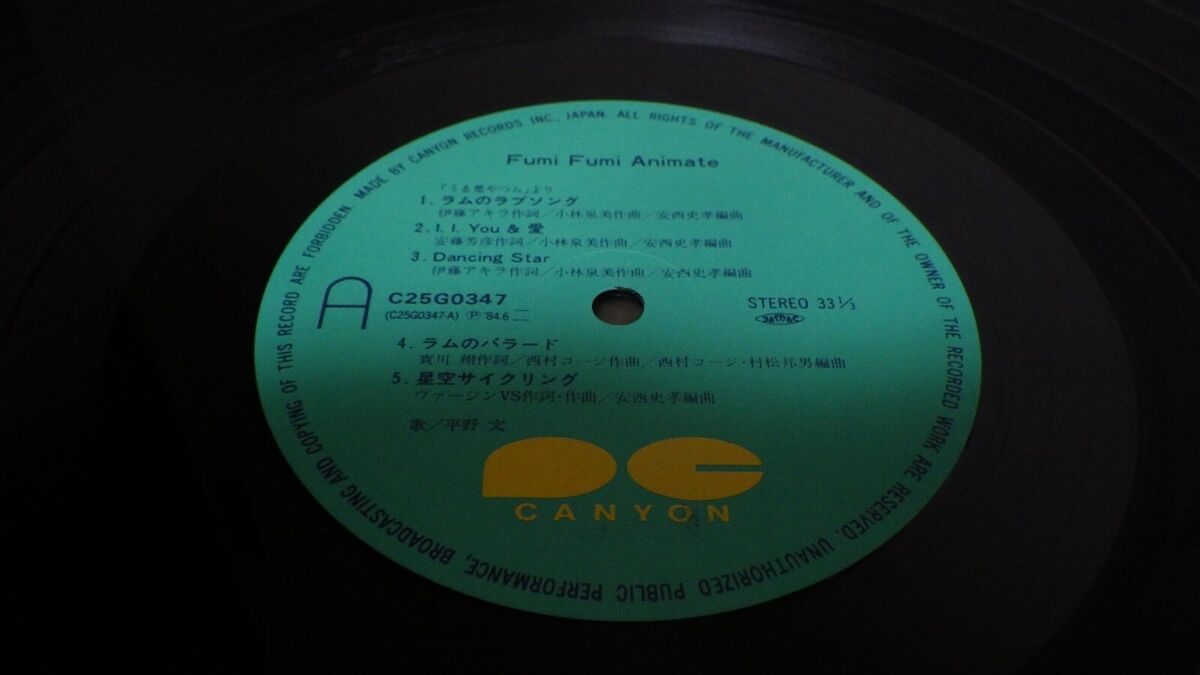 MADE BY CANYON RECORDS INC., JAPAN. ALL RIGHTS OF THE MANUFACTURER AND OF THE OWNER OF THE RECORDED WORK ARE RESERVED. UNAUTHORIZED PUBLIC PERFORMANCE, BROADCASTING AND COPYING OF THIS RECORD ARE FORBIDDEN.
Fumi Fumi Animate
「うる星やつら」より
1. ラムのラブソング
伊藤アキラ作詞/小林泉美作曲/安西史孝編曲
2. I. I. You & 愛
安藤芳彦作詞/小林泉美作曲/安西史孝編曲
3. Dancing Star
伊藤アキラ作詞/小林泉美作曲/安西史孝編曲
A
C25G0347
(C25G0347-A) Ⓟ '84.6
STEREO 33 1/3
JASRAC
4. ラムのバラード
實川 翔作詞/西村コージ作曲/西村コージ・村松邦男編曲
5. 星空サイクリング
ヴァージンVS作詞・作曲/安西史孝編曲
歌/平野 文
CANYON